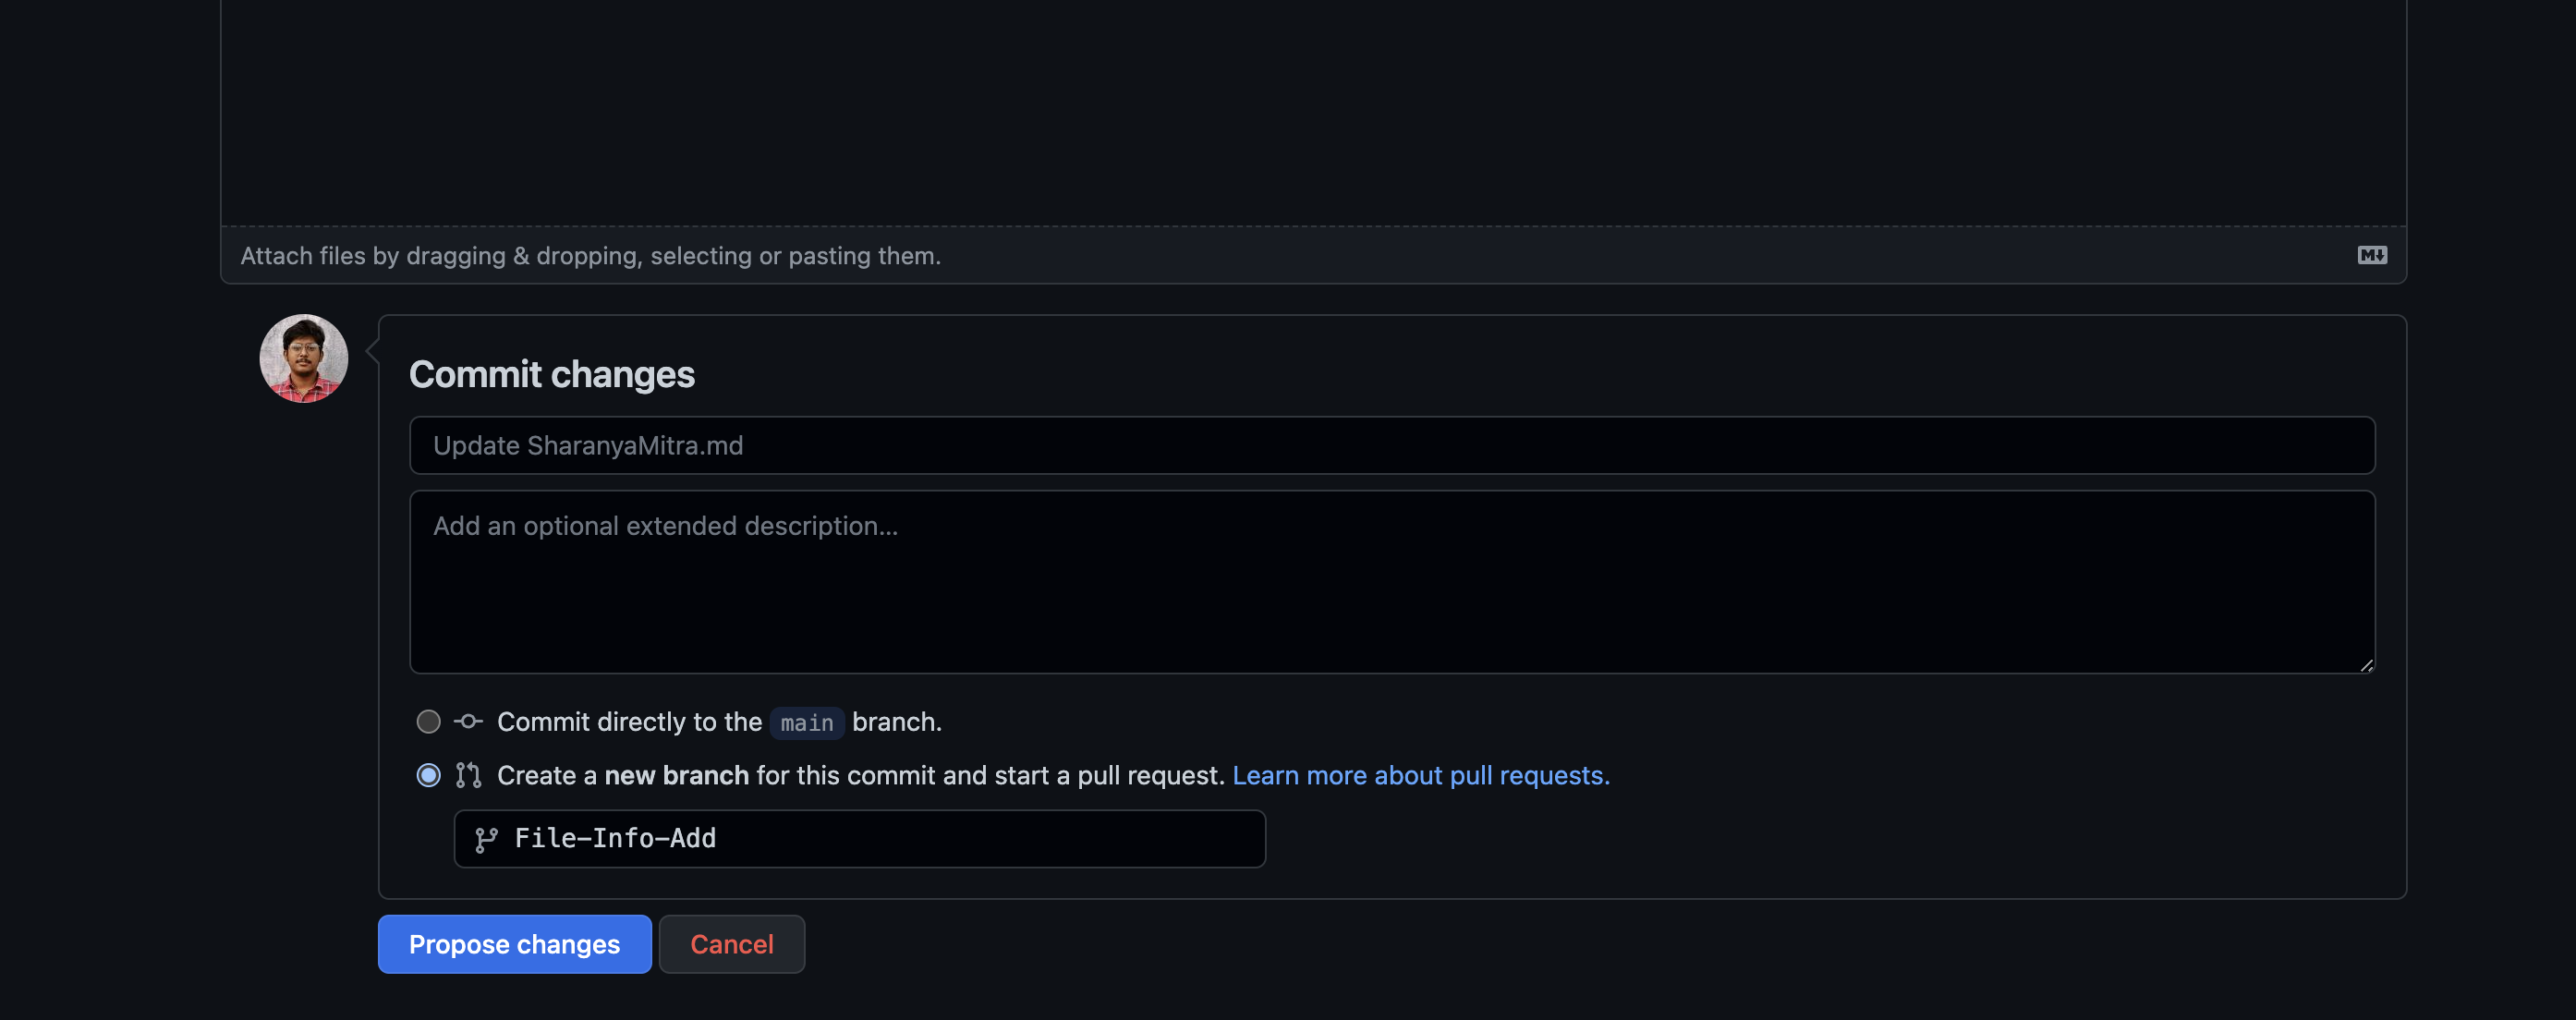 Attach files by dragging & dropping, selecting or pasting them.
M
Commit changes
Update SharanyaMitra.md
Add an optional extended description...
Commit directly to the main branch.
Create a new branch for this commit and start a pull request. Learn more about pull requests.
File-Info-Add
Propose changes Cancel